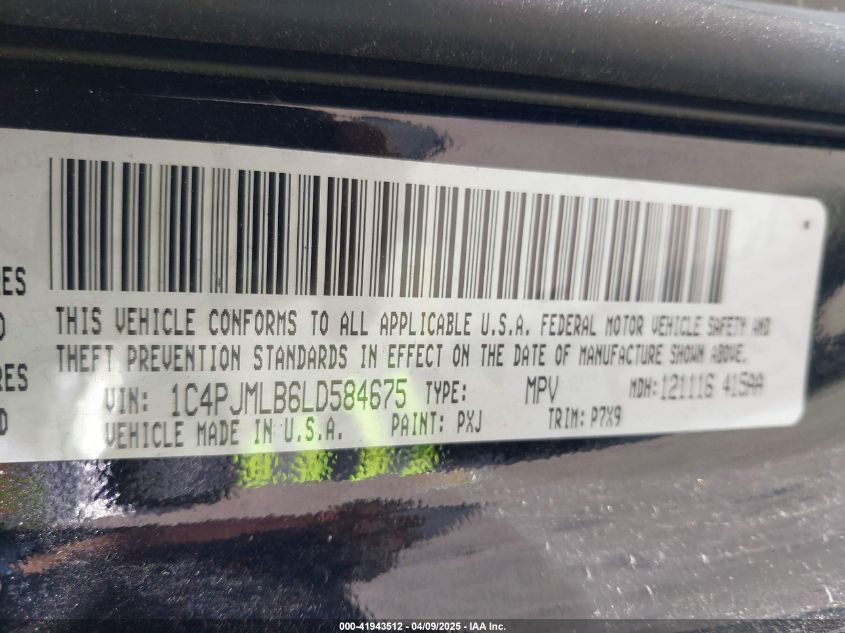 ES
THIS VEHICLE CONFORMS TO ALL APPLICABLE U.S.A. FEDERAL MOTOR VEHICLE SAFETY AND
THEFT PREVENTION STANDARDS IN EFFECT ON THE DATE OF MANUFACTURE SHOWN ABOVE.
RES
VIN: 1C4PJMLB6LD584675 TYPE: MPV MDH: 121116 415AA
D
VEHICLE MADE IN U.S.A. PAINT: PXJ TRIM: P7X9
000-41943512 - 04/09/2025 - IAA Inc.